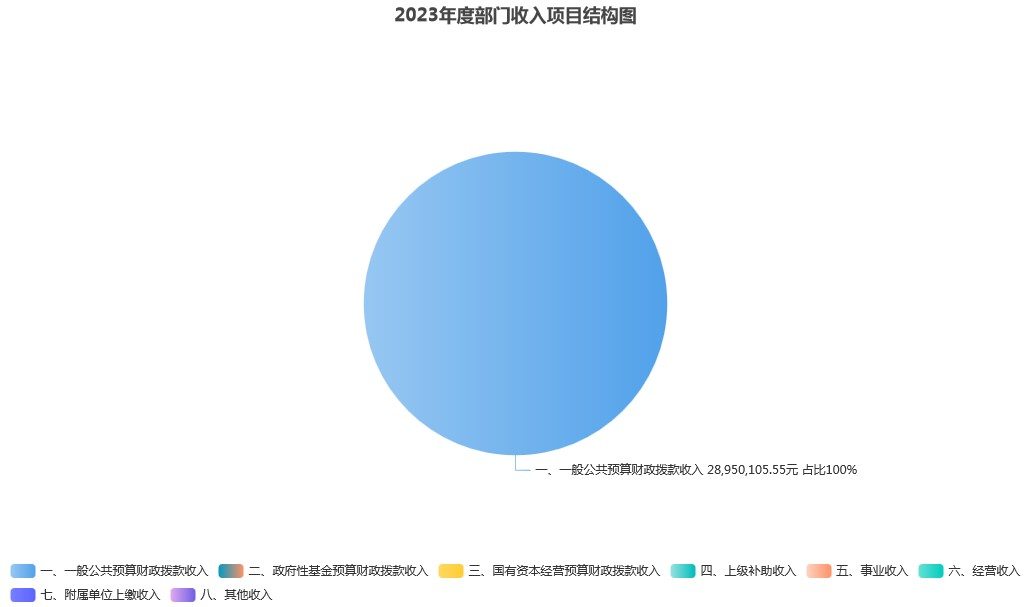 2023年度部门收入项目结构图
一、一般公共预算财政拨款收入 28,950,105.55元 占比100%
一、一般公共预算财政拨款收入 二、政府性基金预算财政拨款收入 三、国有资本经营预算财政拨款收入 四、上级补助收入 五、事业收入 六、经营收入
七、附属单位上缴收入 八、其他收入